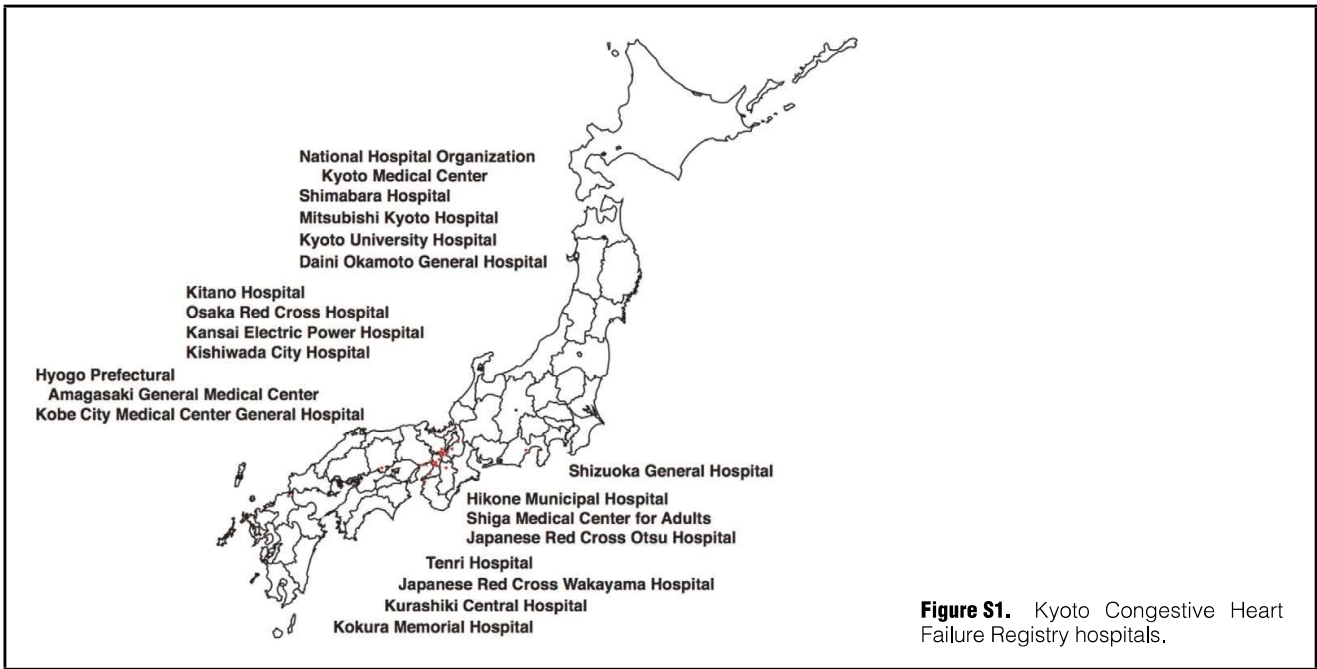 National Hospital Organization
Kyoto Medical Center
Shimabara Hospital
Mitsubishi Kyoto Hospital
Kyoto University Hospital
Daini Okamoto General Hospital
Kitano Hospital
Osaka Red Cross Hospital
Kansai Electric Power Hospital
Kishiwada City Hospital
Hyogo Prefectural
Amagasaki General Medical Center
Kobe City Medical Center General Hospital
Shizuoka General Hospital
Hikone Municipal Hospital
Shiga Medical Center for Adults
Japanese Red Cross Otsu Hospital
Tenri Hospital
Japanese Red Cross Wakayama Hospital
Kurashiki Central Hospital
Kokura Memorial Hospital
Figure S1. Kyoto Congestive Heart
Failure Registry hospitals.